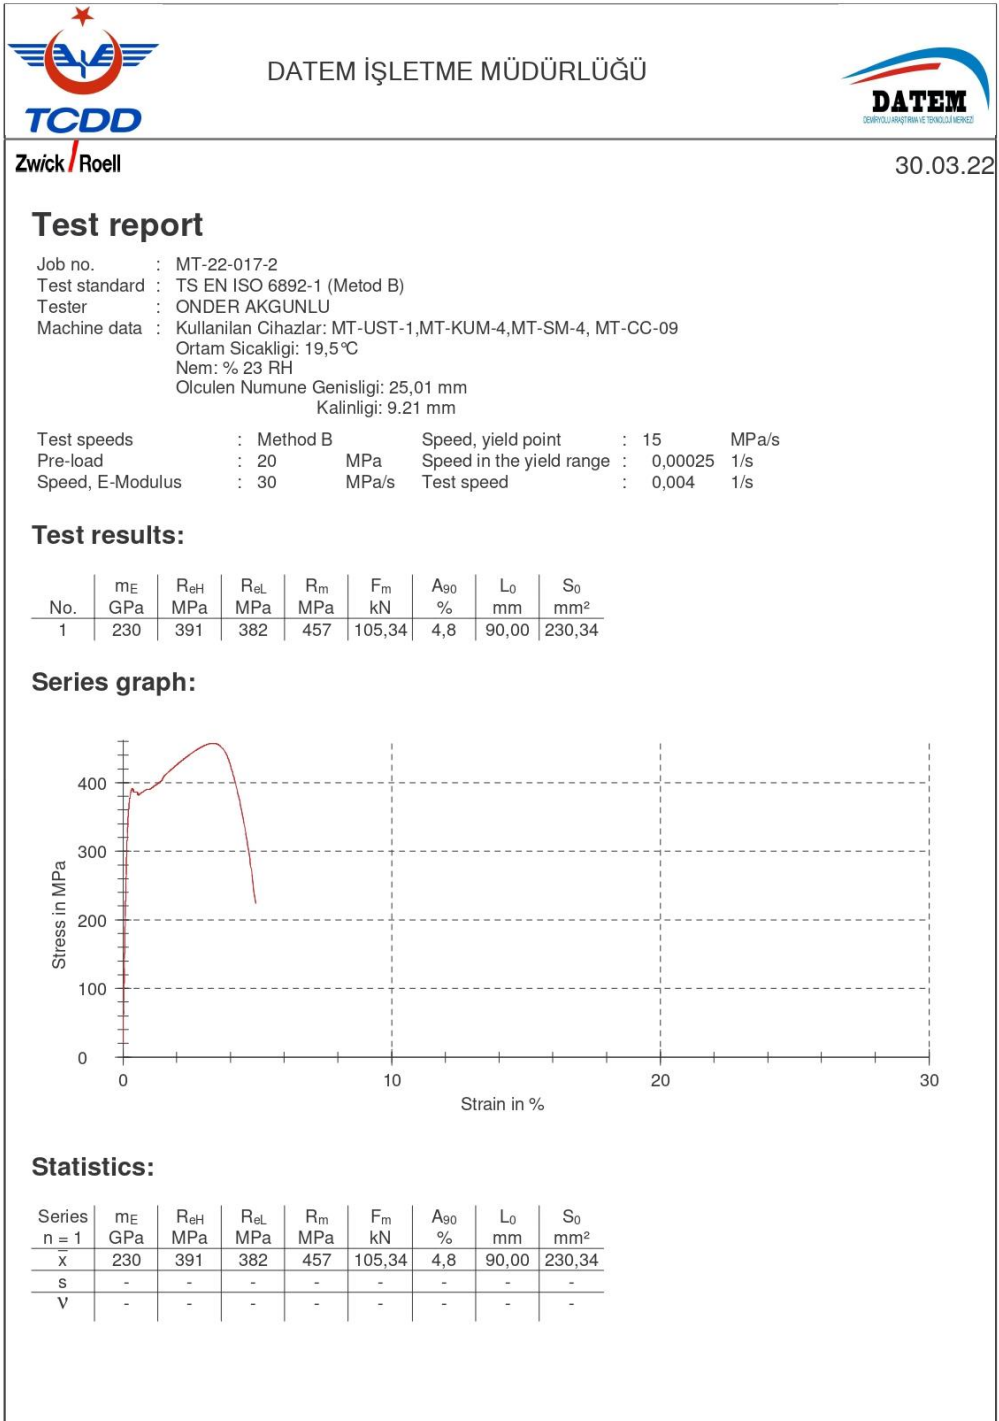 TCDD
DATEM İŞLETME MÜDÜRLÜĞÜ
DATEM
DEMİRYOLU ARAŞTIRMA VE TEKNOLOJİ MERKEZİ
Zwick / Roell
30.03.22
Test report
Job no. : MT-22-017-2
Test standard : TS EN ISO 6892-1 (Metod B)
Tester : ONDER AKGUNLU
Machine data : Kullanilan Cihazlar: MT-UST-1,MT-KUM-4,MT-SM-4, MT-CC-09
Ortam Sicakligi: 19,5°C
Nem: % 23 RH
Olculen Numune Genisligi: 25,01 mm
Kalinligi: 9.21 mm
Test speeds : Method B Speed, yield point : 15 MPa/s
Pre-load : 20 MPa Speed in the yield range : 0,00025 1/s
Speed, E-Modulus : 30 MPa/s Test speed : 0,004 1/s
Test results:
mE ReH ReL Rm Fm A90 L0 S0
No. GPa MPa MPa MPa kN % mm mm²
1 230 391 382 457 105,34 4,8 90,00 230,34
Series graph:
400
300
200
100
0
Stress in MPa
0 10 20 30
Strain in %
Statistics:
Series mE ReH ReL Rm Fm A90 L0 S0
n = 1 GPa MPa MPa MPa kN % mm mm²
x̅ 230 391 382 457 105,34 4,8 90,00 230,34
s - - - - - - - -
ν - - - - - - - -